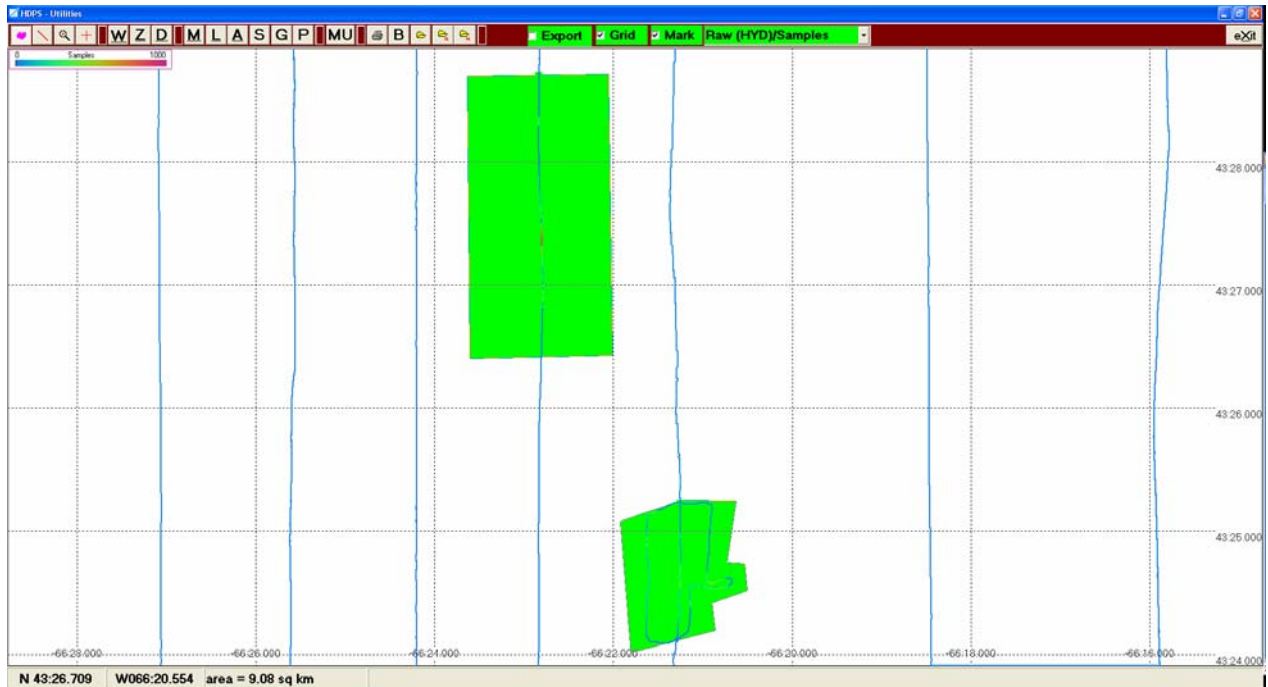 HDPS - Utilities
W Z D M L A S G P MU B Export Grid Mark Raw (HYD)/Samples eXit
0 Samples 1000
43:28.000
43:27.000
43:26.000
43:25.000
-66:28.000 -66:26.000 -66:24.000 -66:22.000 -66:20.000 -66:18.000 -66:16.000 43:24.000
N 43:26.709 W066:20.554 area = 9.08 sq km